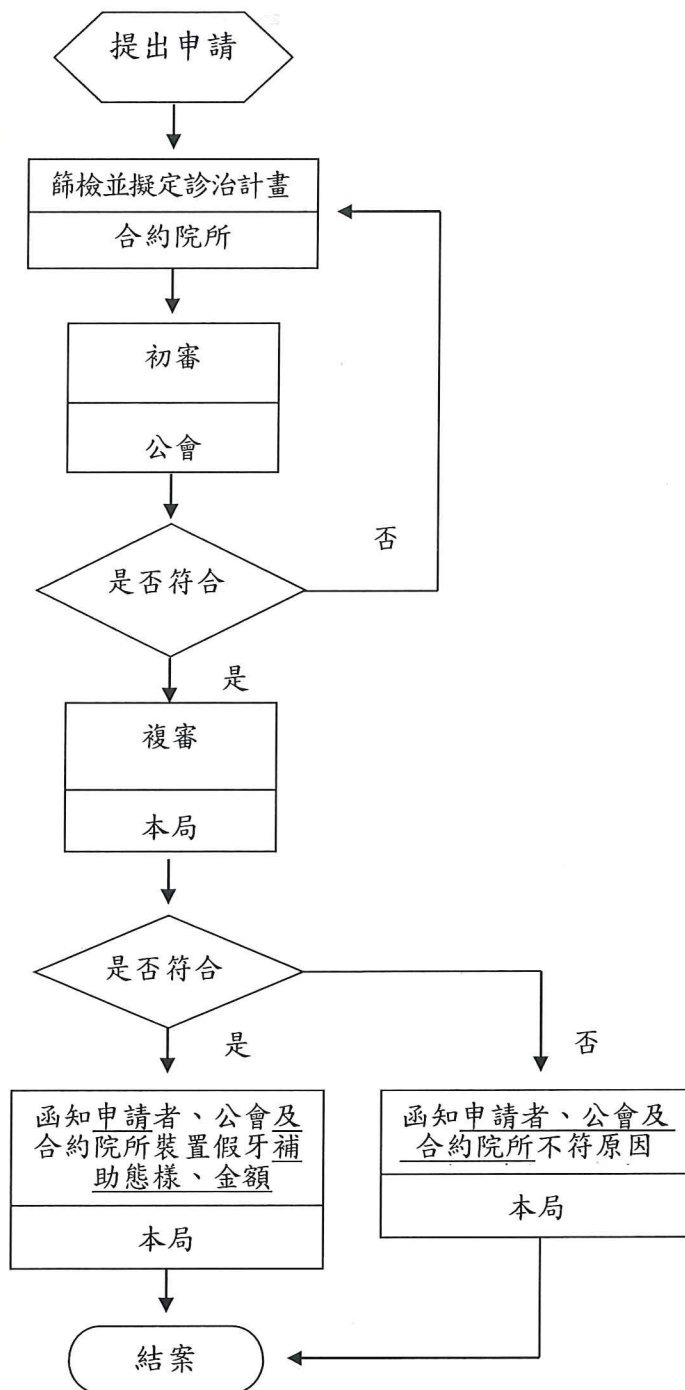 提出申請
篩檢並擬定診治計畫
合約院所
初審
公會
否
是否符合
是
複審
本局
是否符合
是
否
函知申請者、公會及
合約院所裝置假牙補
助態樣、金額
本局
函知申請者、公會及
合約院所不符原因
本局
結案